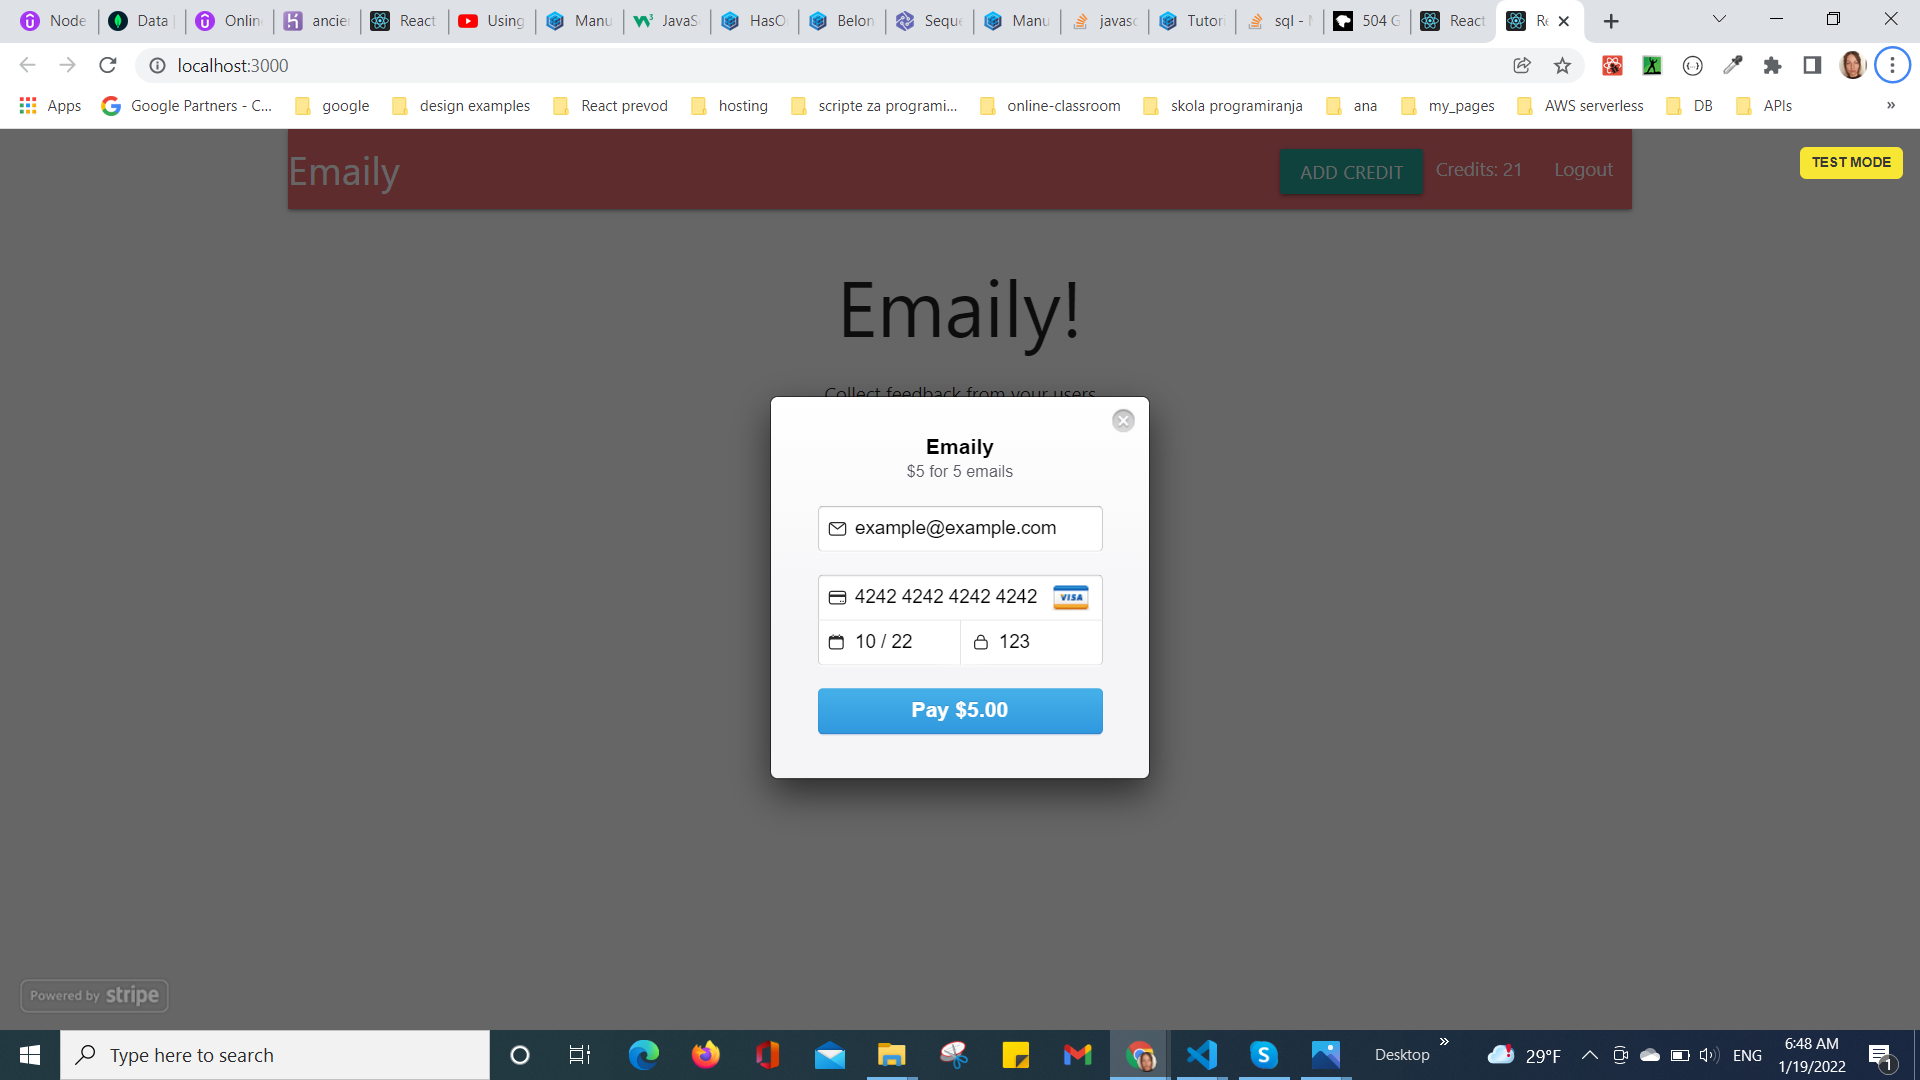 Node
Data
Onlin
ancie
React
Using
Manu
JavaS
HasO
Belon
Seque
Manu
javasc
Tutori
sql - M
504 G
React
Re
localhost:3000
Apps
Google Partners - C...
google
design examples
React prevod
hosting
scripte za programi...
online-classroom
skola programiranja
ana
my_pages
AWS serverless
DB
APIs
»
Emaily
ADD CREDIT
Credits: 21
Logout
TEST MODE
Emaily!
Collect feedback from your users
Emaily
$5 for 5 emails
example@example.com
4242 4242 4242 4242
VISA
10 / 22
123
Pay $5.00
Powered by stripe
Type here to search
Desktop
»
29°F
ENG
6:48 AM
1/19/2022
1